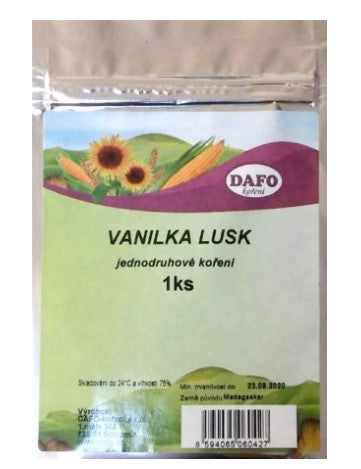 DAFO
koření
VANILKA LUSK
jednodruhové koření
1ks
Skladování do 24°C a vlhkosti 75%
Min. trvanlivost do 23.08.2020
Země původu: Madagaskar
Výrobce:
DAFO-koření s.r.o.
8 594065 060427